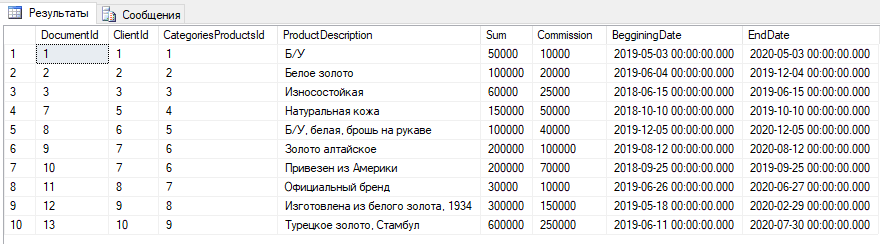 Результаты Сообщения
DocumentId ClientId CategoriesProductsId ProductDescription Sum Commission BegginingDate EndDate
1 1 1 1 Б/У 50000 10000 2019-05-03 00:00:00.000 2020-05-03 00:00:00.000
2 2 2 2 Белое золото 100000 20000 2019-06-04 00:00:00.000 2019-12-04 00:00:00.000
3 3 3 3 Износостойкая 60000 25000 2018-06-15 00:00:00.000 2019-06-15 00:00:00.000
4 7 5 4 Натуральная кожа 150000 50000 2018-10-10 00:00:00.000 2019-10-10 00:00:00.000
5 8 6 5 Б/У, белая, брошь на рукаве 100000 40000 2019-12-05 00:00:00.000 2020-12-05 00:00:00.000
6 9 7 6 Золото алтайское 200000 100000 2019-08-12 00:00:00.000 2020-08-12 00:00:00.000
7 10 7 6 Привезен из Америки 200000 70000 2018-09-25 00:00:00.000 2019-09-25 00:00:00.000
8 11 8 7 Официальный бренд 30000 10000 2019-06-26 00:00:00.000 2020-06-27 00:00:00.000
9 12 9 8 Изготовлена из белого золота, 1934 300000 150000 2019-05-18 00:00:00.000 2020-02-29 00:00:00.000
10 13 10 9 Турецкое золото, Стамбул 600000 250000 2019-06-11 00:00:00.000 2020-07-30 00:00:00.000